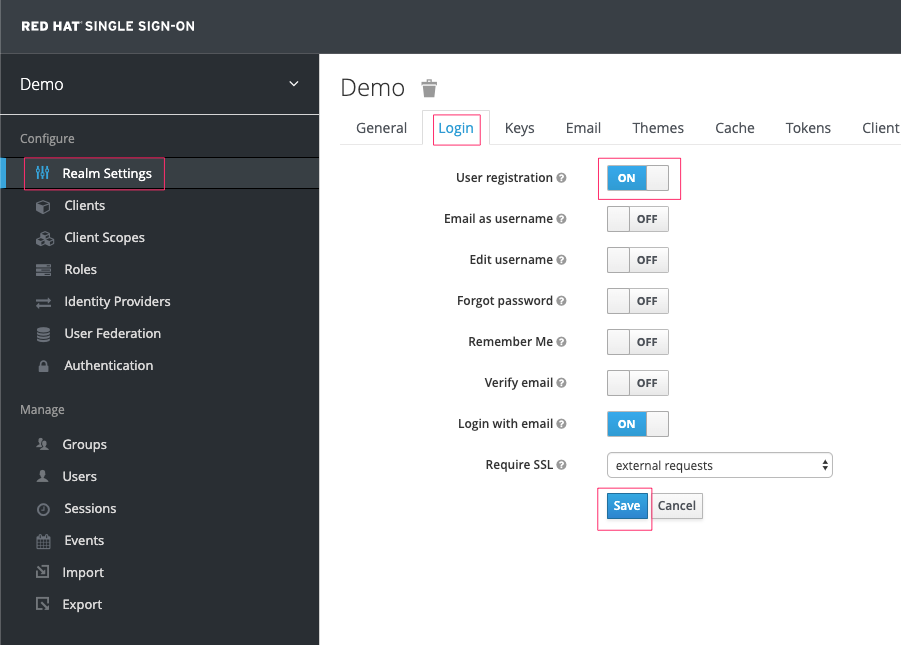 RED HAT SINGLE SIGN-ON
Demo
Configure
Realm Settings
Clients
Client Scopes
Roles
Identity Providers
User Federation
Authentication
Manage
Groups
Users
Sessions
Events
Import
Export
Demo
General Login Keys Email Themes Cache Tokens Client
User registration ON
Email as username OFF
Edit username OFF
Forgot password OFF
Remember Me OFF
Verify email OFF
Login with email ON
Require SSL external requests
Save Cancel